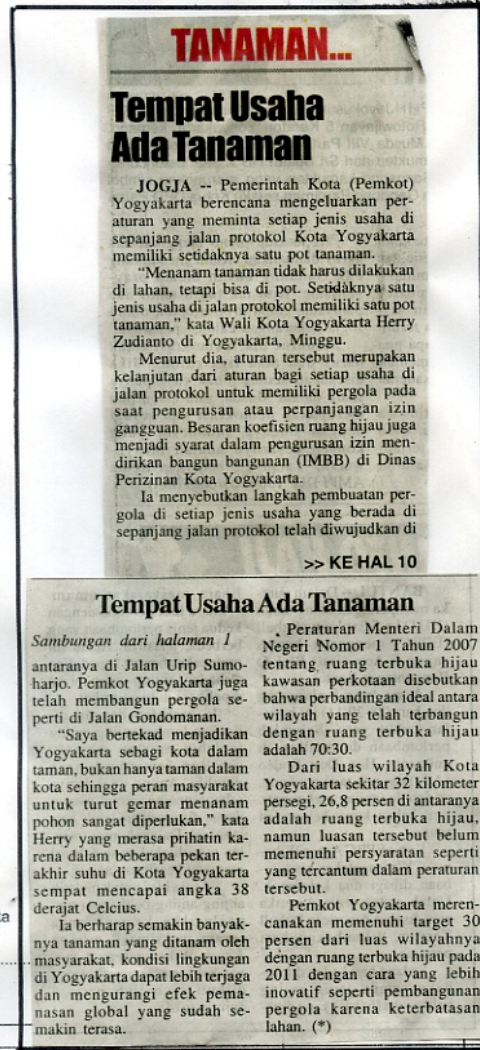 TANAMAN...
Tempat Usaha
Ada Tanaman
JOGJA -- Pemerintah Kota (Pemkot)
Yogyakarta berencana mengeluarkan per-
aturan yang meminta setiap jenis usaha di
sepanjang jalan protokol Kota Yogyakarta
memiliki setidaknya satu pot tanaman.
"Menanam tanaman tidak harus dilakukan
di lahan, tetapi bisa di pot. Setidaknya satu
jenis usaha di jalan protokol memiliki satu pot
tanaman," kata Wali Kota Yogyakarta Herry
Zudianto di Yogyakarta, Minggu.
Menurut dia, aturan tersebut merupakan
kelanjutan dari aturan bagi setiap usaha di
jalan protokol untuk memiliki pergola pada
saat pengurusan atau perpanjangan izin
gangguan. Besaran koefisien ruang hijau juga
menjadi syarat dalam pengurusan izin men-
dirikan bangun bangunan (IMBB) di Dinas
Perizinan Kota Yogyakarta.
Ia menyebutkan langkah pembuatan per-
gola di setiap jenis usaha yang berada di
sepanjang jalan protokol telah diwujudkan di
>> KE HAL 10
Tempat Usaha Ada Tanaman
Sambungan dari halaman 1
antaranya di Jalan Urip Sumo-
harjo. Pemkot Yogyakarta juga
telah membangun pergola se-
perti di Jalan Gondomanan.
"Saya bertekad menjadikan
Yogyakarta sebagi kota dalam
taman, bukan hanya taman dalam
kota sehingga peran masyarakat
untuk turut gemar menanam
pohon sangat diperlukan," kata
Herry yang merasa prihatin ka-
rena dalam beberapa pekan ter-
akhir suhu di Kota Yogyakarta
sempat mencapai angka 38
derajat Celcius.
Ia berharap semakin banyak-
nya tanaman yang ditanam oleh
masyarakat, kondisi lingkungan
di Yogyakarta dapat lebih terjaga
dan mengurangi efek pema-
nasan global yang sudah se-
makin terasa.
Peraturan Menteri Dalam
Negeri Nomor 1 Tahun 2007
tentang ruang terbuka hijau
kawasan perkotaan disebutkan
bahwa perbandingan ideal antara
wilayah yang telah terbangun
dengan ruang terbuka hijau
adalah 70:30.
Dari luas wilayah Kota
Yogyakarta sekitar 32 kilometer
persegi, 26,8 persen di antaranya
adalah ruang terbuka hijau,
namun luasan tersebut belum
memenuhi persyaratan seperti
yang tercantum dalam peraturan
tersebut.
Pemkot Yogyakarta meren-
canakan memenuhi target 30
persen dari luas wilayahnya
dengan ruang terbuka hijau pada
2011 dengan cara yang lebih
inovatif seperti pembangunan
pergola karena keterbatasan
lahan. (*)